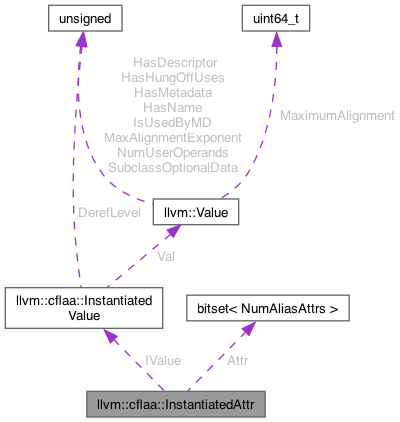 unsigned
uint64_t
HasDescriptor
HasHungOffUses
HasMetadata
HasName
IsUsedByMD
MaxAlignmentExponent
NumUserOperands
SubclassOptionalData
MaximumAlignment
DerefLevel
llvm::Value
Val
llvm::cflaa::Instantiated
Value
bitset< NumAliasAttrs >
IValue
Attr
llvm::cflaa::InstantiatedAttr